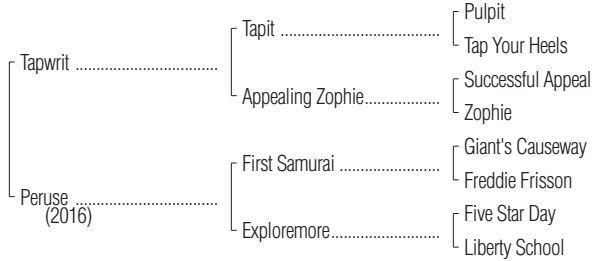 Pulpit
Tapit ........................................
Tap Your Heels
Tapwrit ....................................
Successful Appeal
Appealing Zophie...................
Zophie
Giant's Causeway
First Samurai .........................
Freddie Frisson
Peruse ....................................
(2016)
Five Star Day
Exploremore...........................
Liberty School